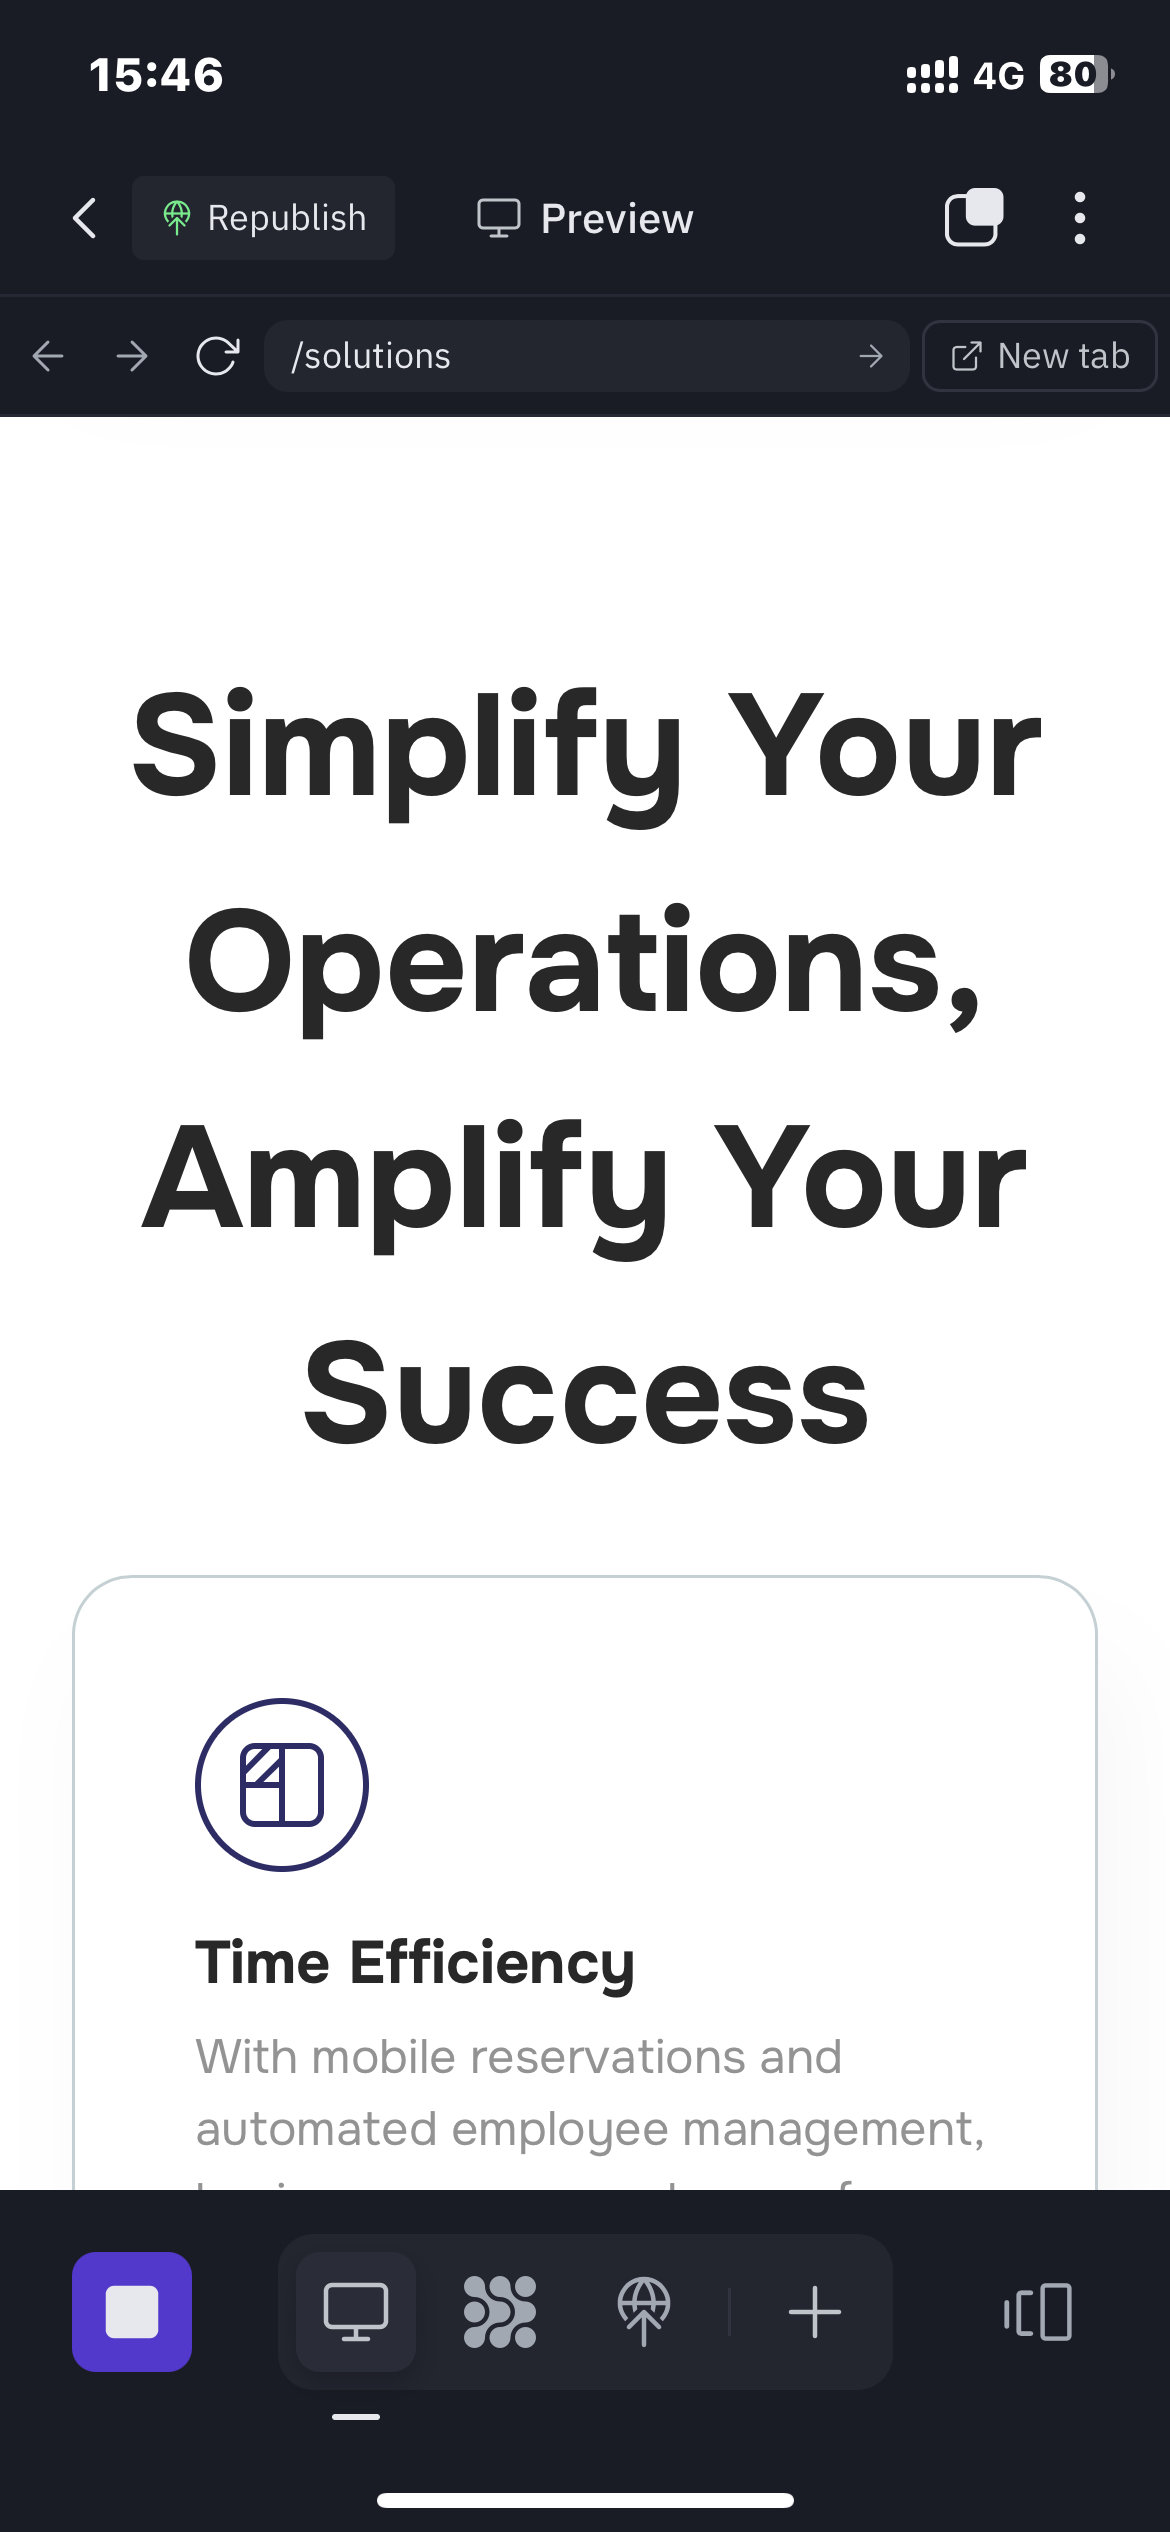 15:46
4G 80
Republish
Preview
/solutions
New tab
Simplify Your
Operations,
Amplify Your
Success
Time Efficiency
With mobile reservations and
automated employee management,